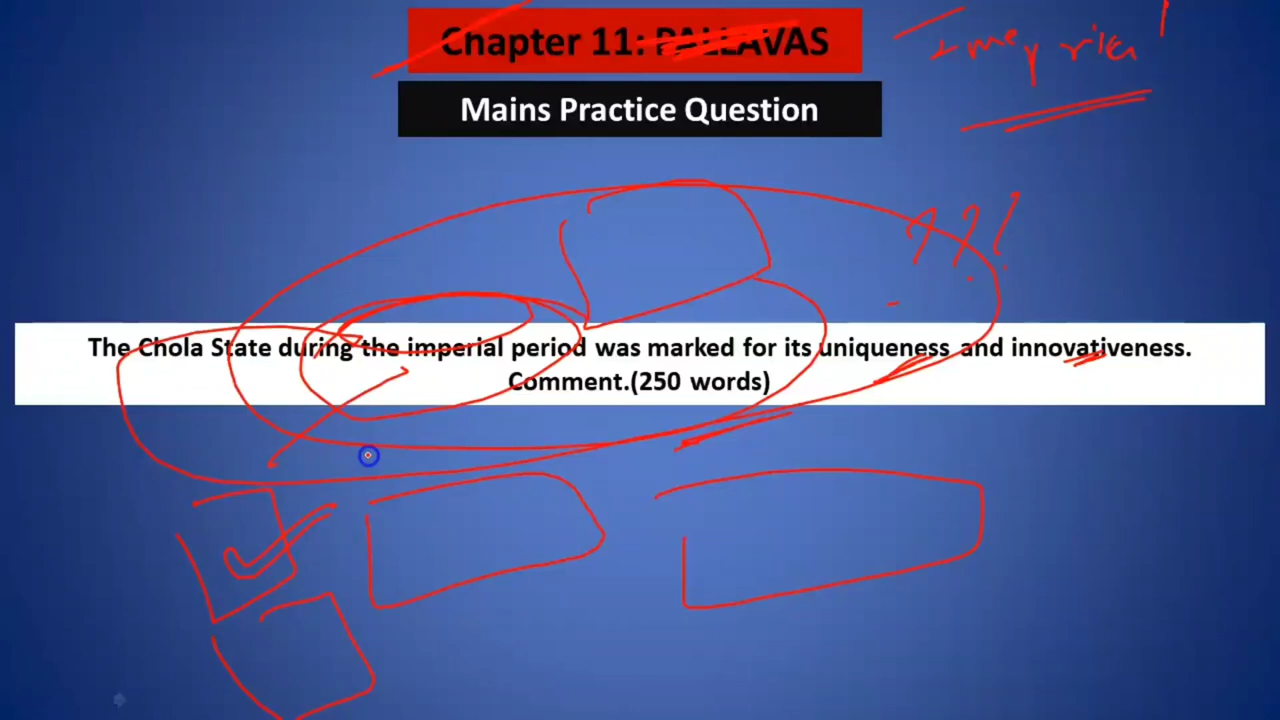 Chapter 11: PALLAVAS
Mains Practice Question
The Chola State during the imperial period was marked for its uniqueness and innovativeness.
Comment.(250 words)
???